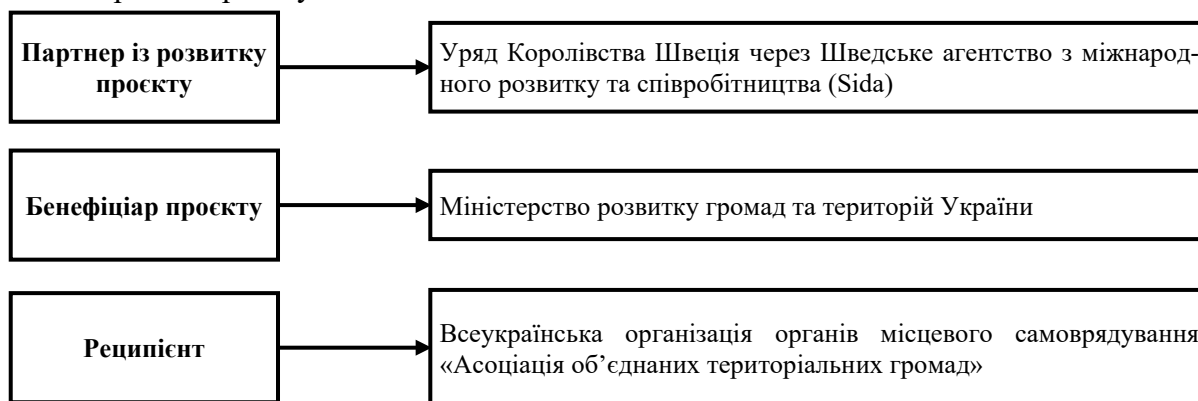 Партнер із розвитку
проєкту
Уряд Королівства Швеція через Шведське агентство з міжнарод-
ного розвитку та співробітництва (Sida)
Бенефіціар проєкту
Міністерство розвитку громад та територій України
Реципієнт
Всеукраїнська організація органів місцевого самоврядування
«Асоціація об’єднаних територіальних громад»